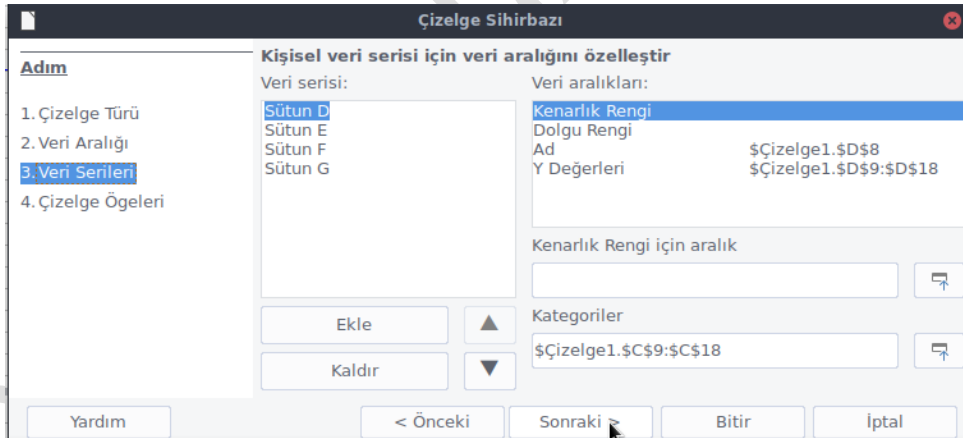 Çizelge Sihirbazı
Adım
1. Çizelge Türü
2. Veri Aralığı
3. Veri Serileri
4. Çizelge Ögeleri
Kişisel veri serisi için veri aralığını özelleştir
Veri serisi:
Sütun D
Sütun E
Sütun F
Sütun G
Ekle
Kaldır
Veri aralıkları:
Kenarlık Rengi
Dolgu Rengi
Ad $Çizelge1.$D$8
Y Değerleri $Çizelge1.$D$9:$D$18
Kenarlık Rengi için aralık
Kategoriler
$Çizelge1.$C$9:$C$18
Yardım < Önceki Sonraki > Bitir İptal